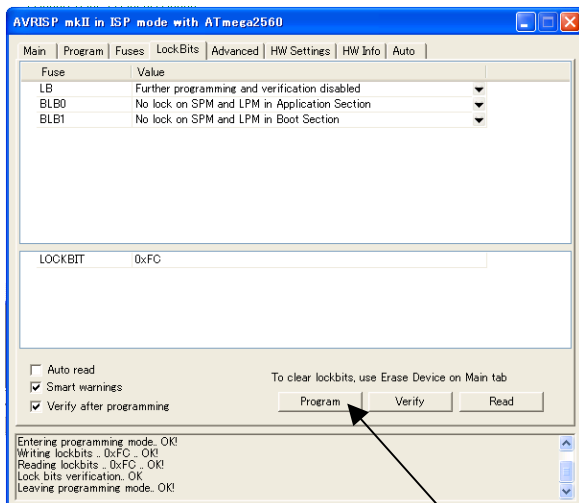 AVRISP mkII in ISP mode with ATmega2560
Main Program Fuses LockBits Advanced HW Settings HW Info Auto
Fuse Value
LB Further programming and verification disabled
BLB0 No lock on SPM and LPM in Application Section
BLB1 No lock on SPM and LPM in Boot Section
LOCKBIT 0xFC
Auto read
Smart warnings
Verify after programming
To clear lockbits, use Erase Device on Main tab
Program Verify Read
Entering programming mode.. OK!
Writing lockbits .. 0xFC .. OK!
Reading lockbits .. 0xFC .. OK!
Lock bits verification.. OK
Leaving programming mode.. OK!